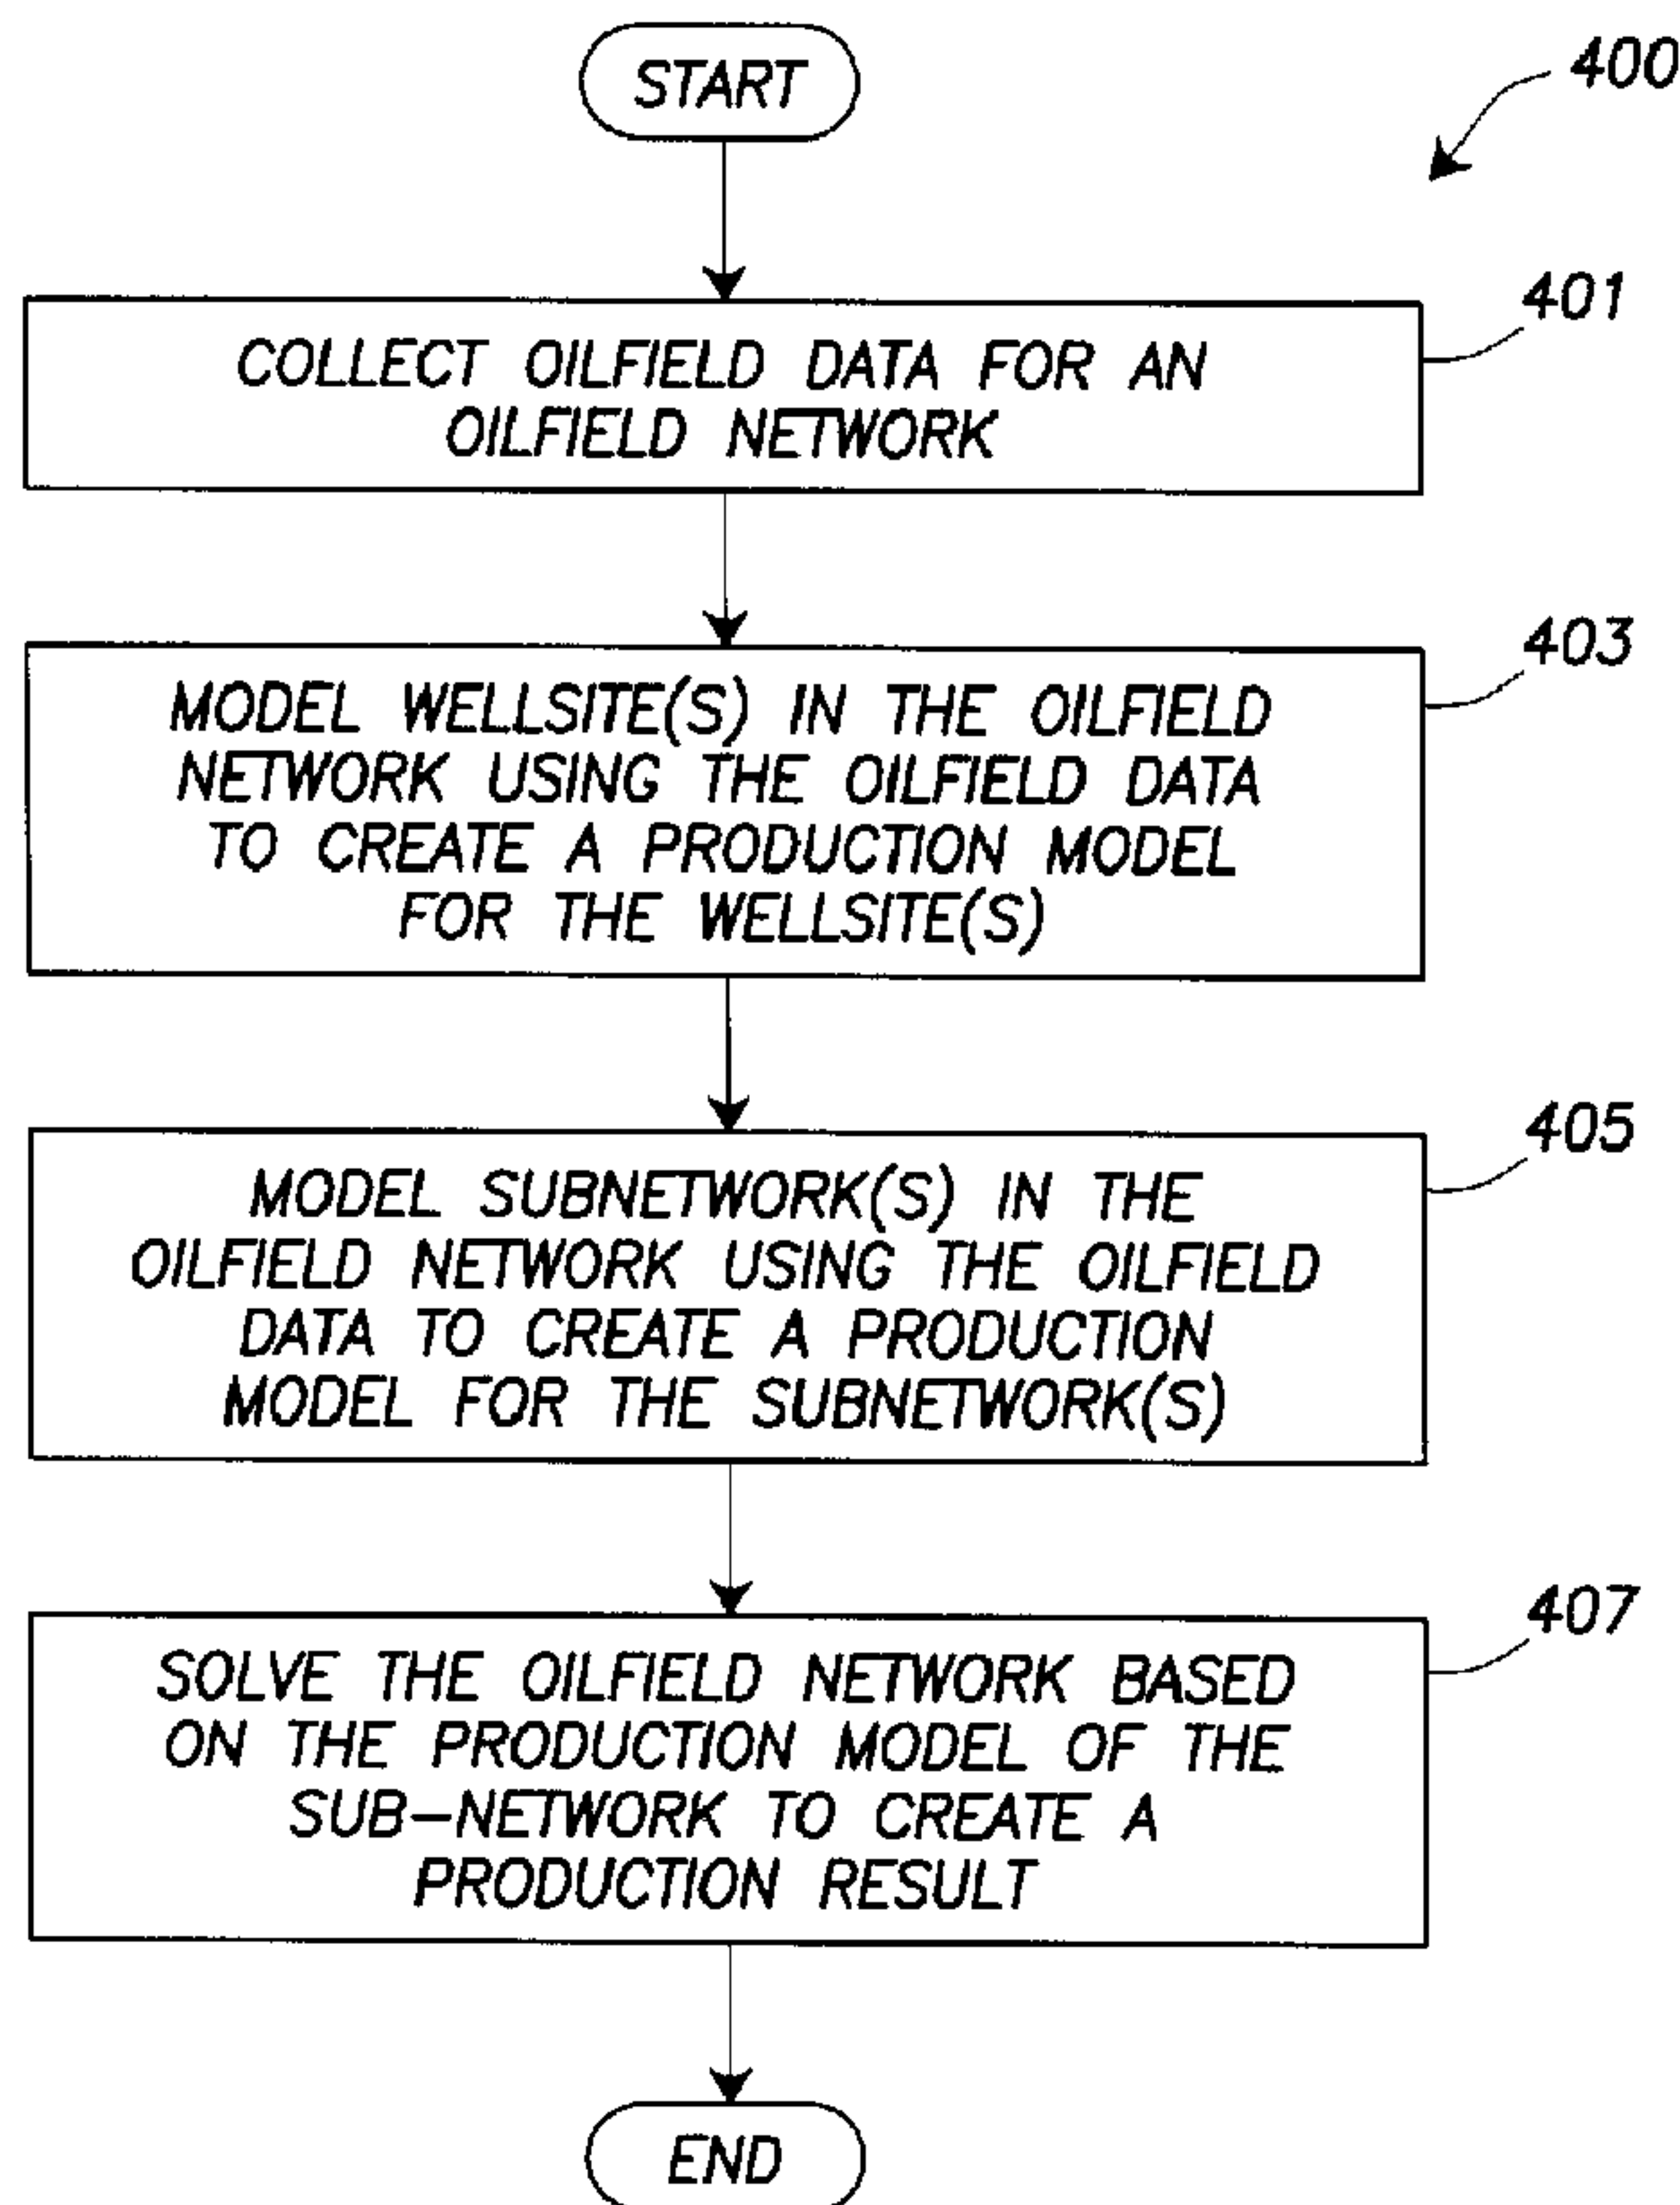 START
400
401
COLLECT OILFIELD DATA FOR AN
OILFIELD NETWORK
403
MODEL WELLSITE(S) IN THE OILFIELD
NETWORK USING THE OILFIELD DATA
TO CREATE A PRODUCTION MODEL
FOR THE WELLSITE(S)
405
MODEL SUBNETWORK(S) IN THE
OILFIELD NETWORK USING THE OILFIELD
DATA TO CREATE A PRODUCTION
MODEL FOR THE SUBNETWORK(S)
407
SOLVE THE OILFIELD NETWORK BASED
ON THE PRODUCTION MODEL OF THE
SUB-NETWORK TO CREATE A
PRODUCTION RESULT
END